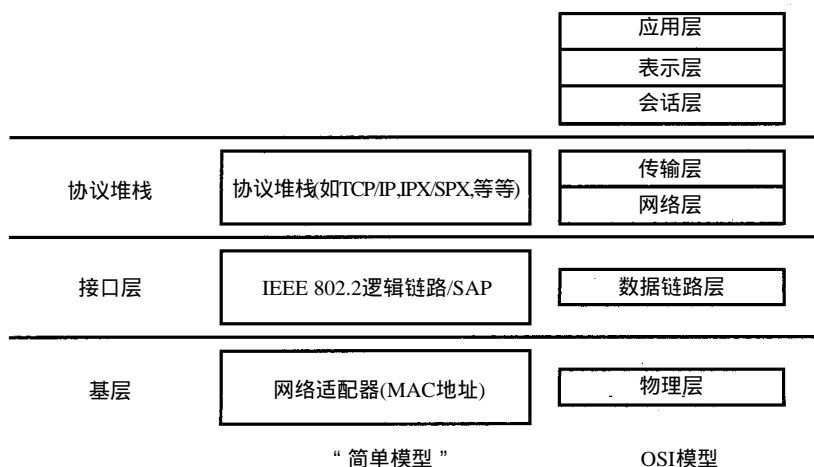 应用层
表示层
会话层
协议堆栈
协议堆栈(如TCP/IP,IPX/SPX,等等)
传输层
网络层
接口层
IEEE 802.2逻辑链路/SAP
数据链路层
基层
网络适配器(MAC地址)
物理层
“简单模型”
OSI模型